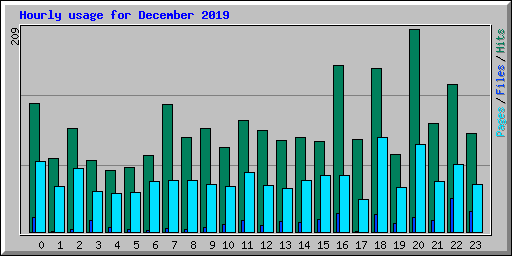 Hourly usage for December 2019
209
Pages / Files / Hits
0 1 2 3 4 5 6 7 8 9 10 11 12 13 14 15 16 17 18 19 20 21 22 23